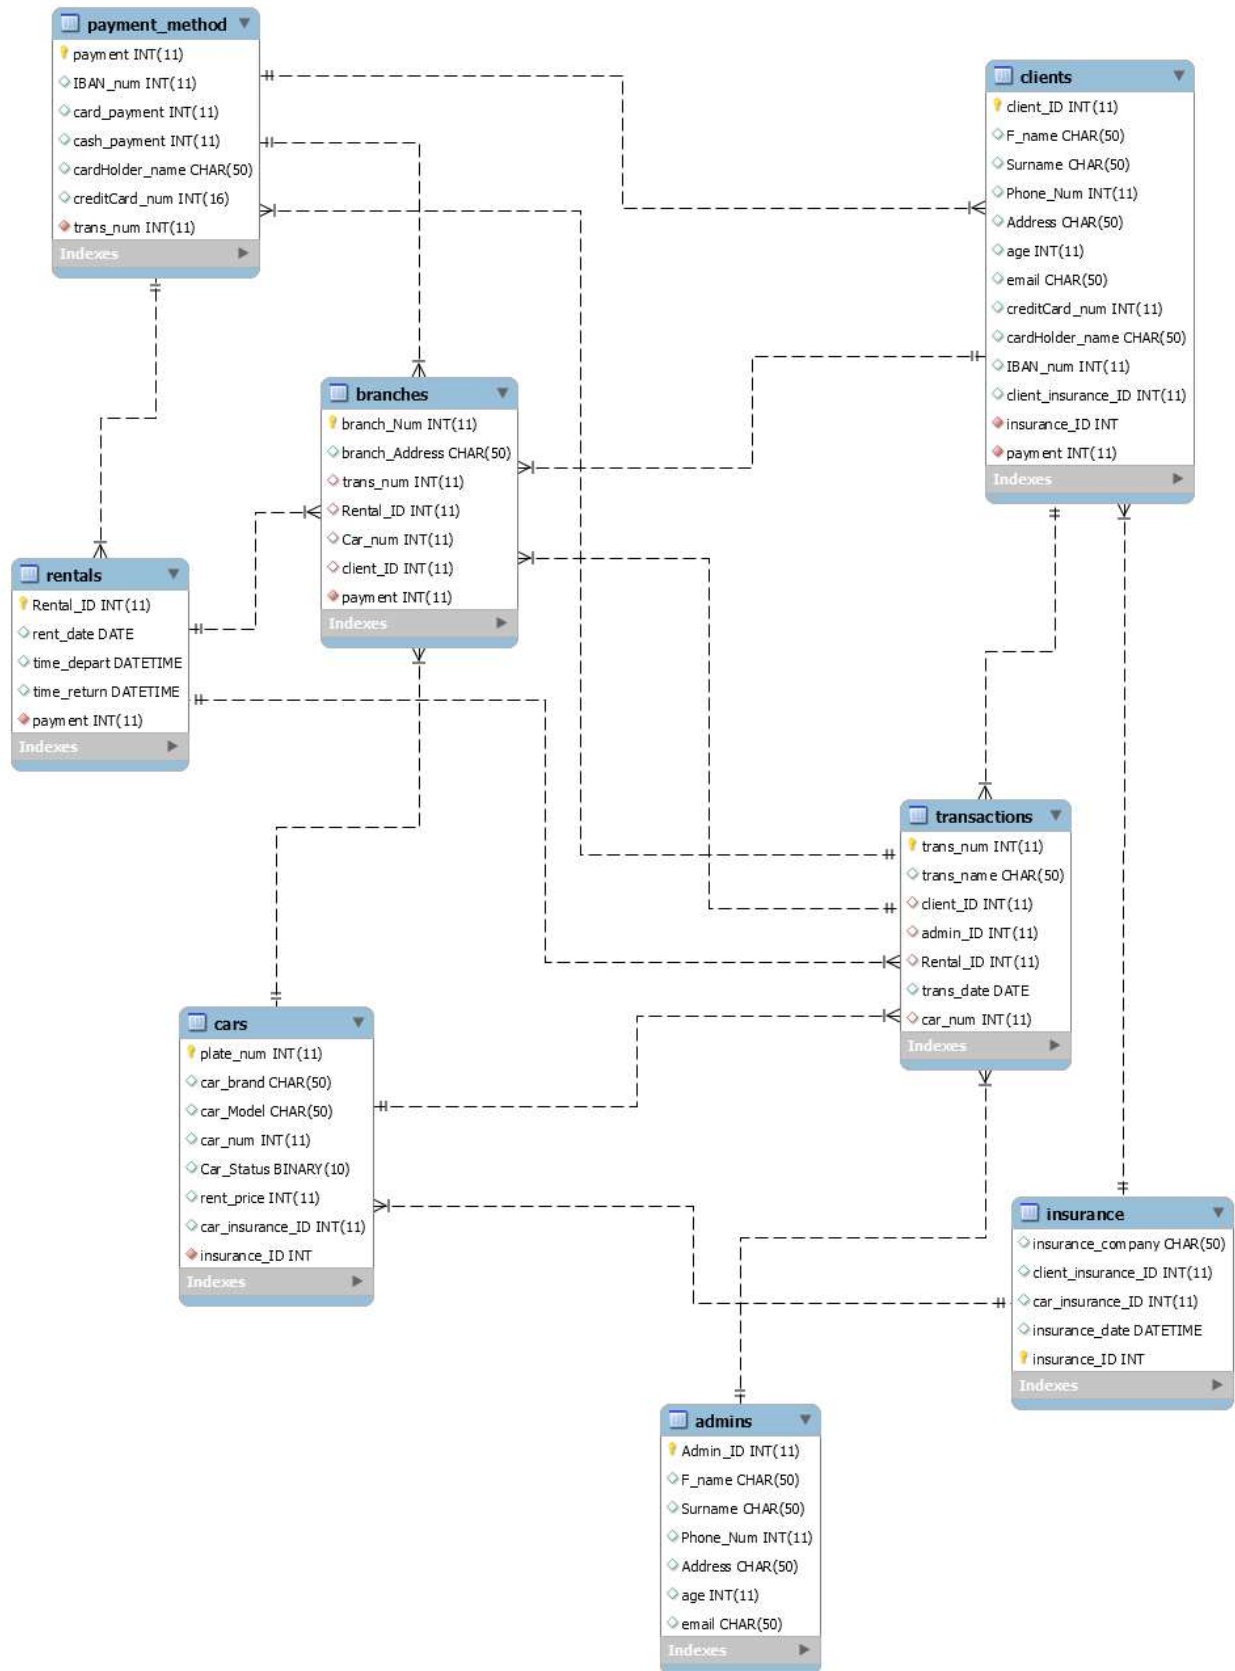 payment_method
payment INT(11)
IBAN_num INT(11)
card_payment INT(11)
cash_payment INT(11)
cardHolder_name CHAR(50)
creditCard_num INT(16)
trans_num INT(11)
Indexes
clients
client_ID INT(11)
F_name CHAR(50)
Surname CHAR(50)
Phone_Num INT(11)
Address CHAR(50)
age INT(11)
email CHAR(50)
creditCard_num INT(11)
cardHolder_name CHAR(50)
IBAN_num INT(11)
client_insurance_ID INT(11)
insurance_ID INT
payment INT(11)
Indexes
branches
branch_Num INT(11)
branch_Address CHAR(50)
trans_num INT(11)
Rental_ID INT(11)
Car_num INT(11)
client_ID INT(11)
payment INT(11)
Indexes
rentals
Rental_ID INT(11)
rent_date DATE
time_depart DATETIME
time_return DATETIME
payment INT(11)
Indexes
transactions
trans_num INT(11)
trans_name CHAR(50)
client_ID INT(11)
admin_ID INT(11)
Rental_ID INT(11)
trans_date DATE
car_num INT(11)
Indexes
cars
plate_num INT(11)
car_brand CHAR(50)
car_Model CHAR(50)
car_num INT(11)
Car_Status BINARY(10)
rent_price INT(11)
car_insurance_ID INT(11)
insurance_ID INT
Indexes
insurance
insurance_company CHAR(50)
client_insurance_ID INT(11)
car_insurance_ID INT(11)
insurance_date DATETIME
insurance_ID INT
Indexes
admins
Admin_ID INT(11)
F_name CHAR(50)
Surname CHAR(50)
Phone_Num INT(11)
Address CHAR(50)
age INT(11)
email CHAR(50)
Indexes